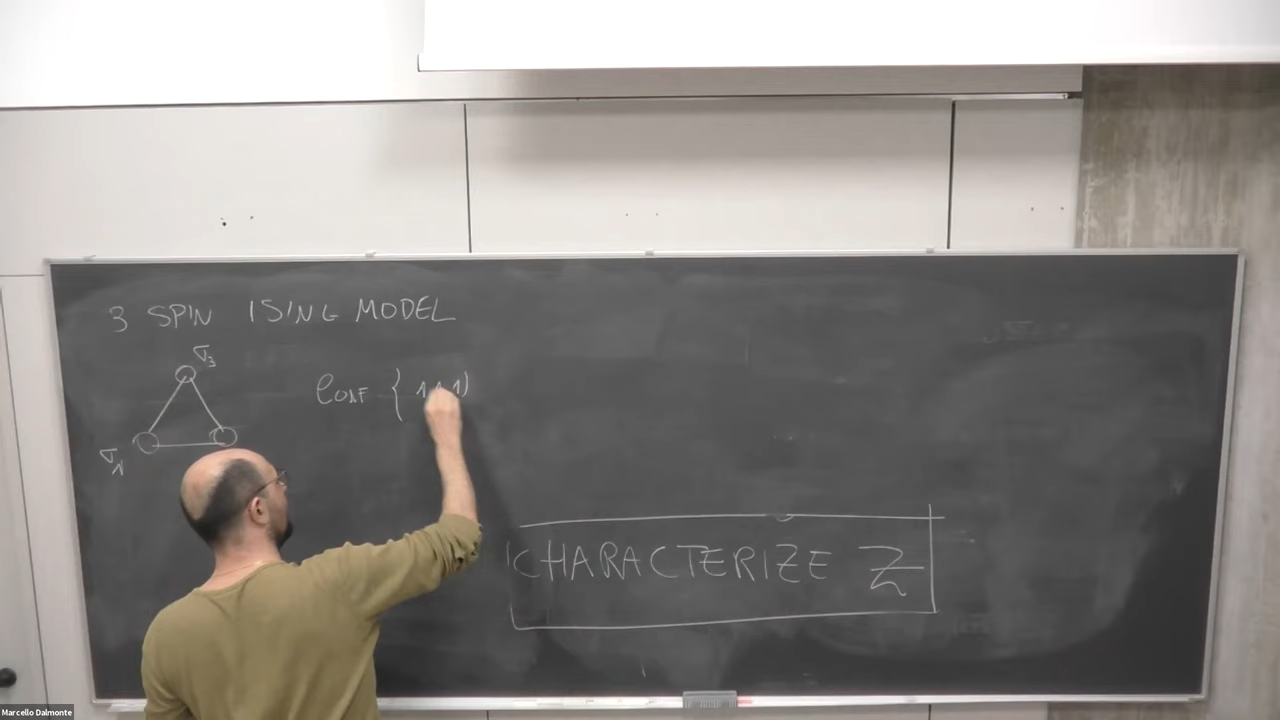 3 SPIN ISING MODEL
σ3
CONF { 1 1 1)
σ1
CHARACTERIZE Z
Marcello Dalmonte